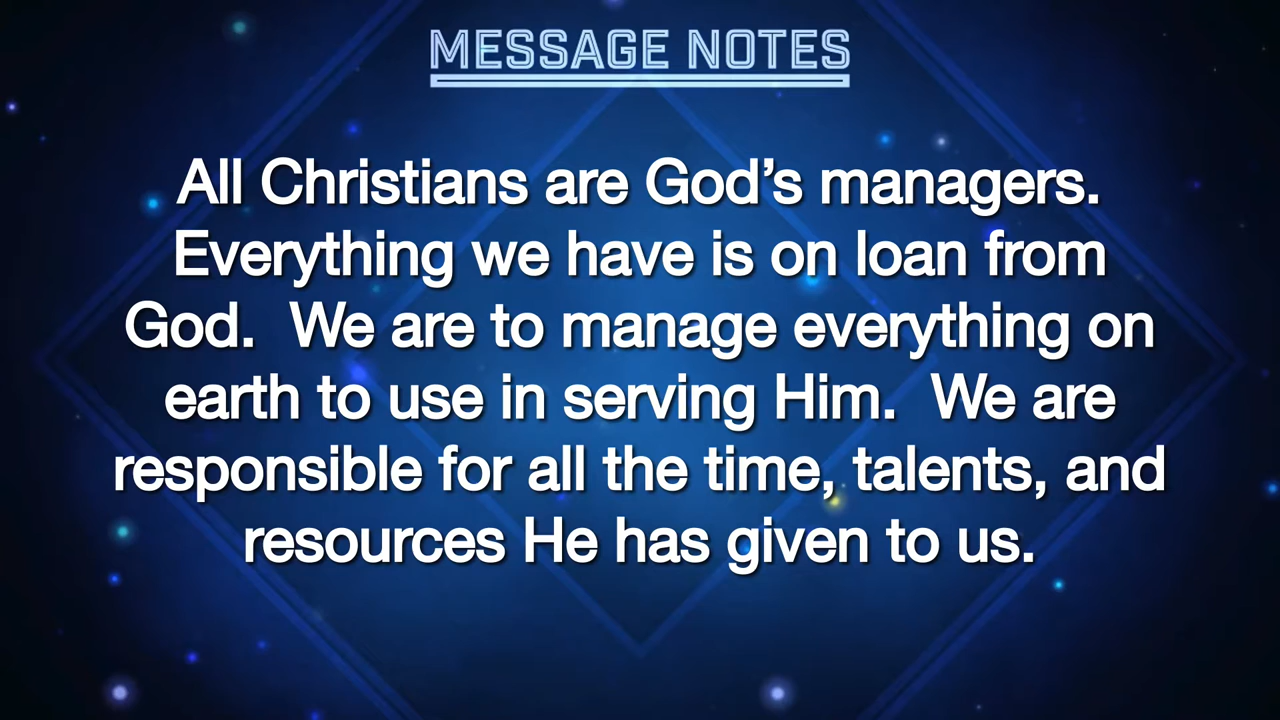 MESSAGE NOTES
All Christians are God’s managers.
Everything we have is on loan from
God.  We are to manage everything on
earth to use in serving Him.  We are
responsible for all the time, talents, and
resources He has given to us.